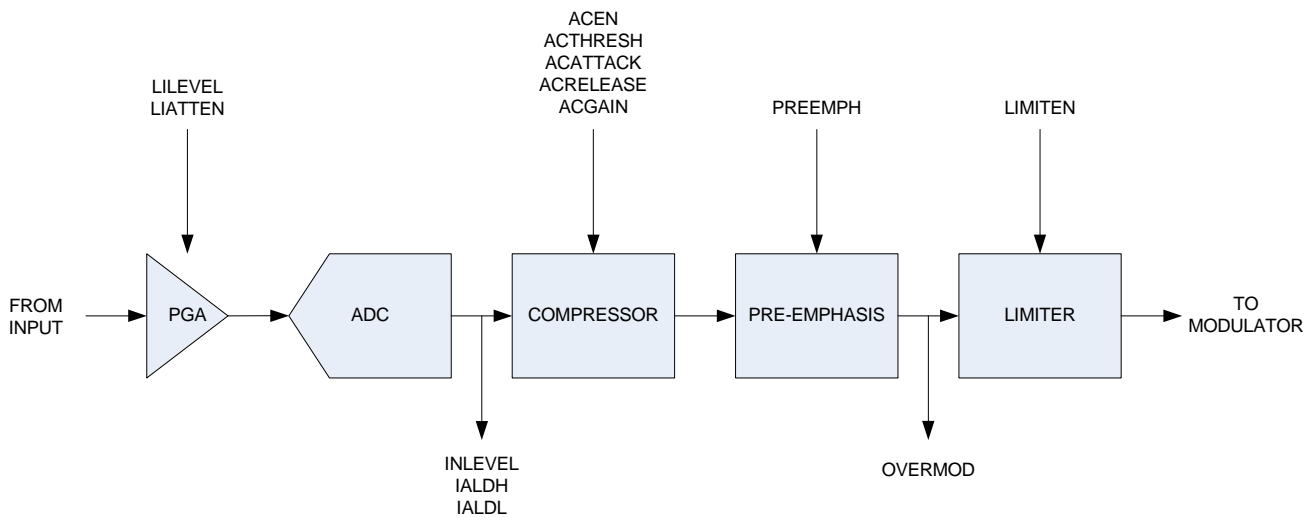 ACEN
ACTHRESH
ACATTACK
ACRELEASE
ACGAIN
LILEVEL
LIATTEN
PREEMPH
LIMITEN
FROM
INPUT
PGA
ADC
COMPRESSOR
PRE-EMPHASIS
LIMITER
TO
MODULATOR
INLEVEL
IALDH
IALDL
OVERMOD